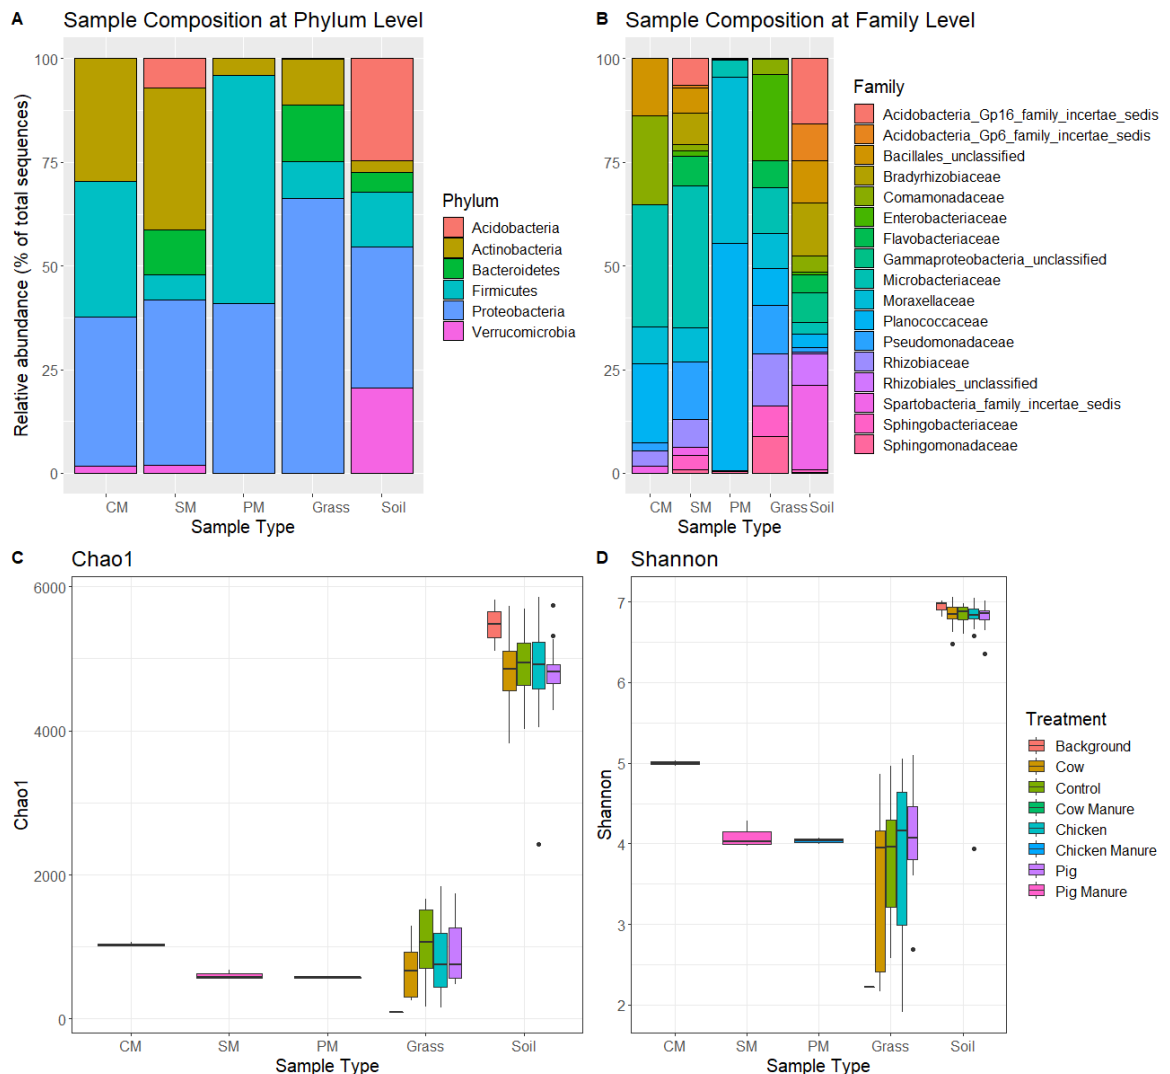 A Sample Composition at Phylum Level
Relative abundance (% of total sequences)
100
75
50
25
0
CM SM PM Grass Soil
Sample Type
Phylum
Acidobacteria
Actinobacteria
Bacteroidetes
Firmicutes
Proteobacteria
Verrucomicrobia
B Sample Composition at Family Level
100
75
50
25
0
CM SM PM Grass Soil
Sample Type
Family
Acidobacteria_Gp16_family_incertae_sedis
Acidobacteria_Gp6_family_incertae_sedis
Bacillales_unclassified
Bradyrhizobiaceae
Comamonadaceae
Enterobacteriaceae
Flavobacteriaceae
Gammaproteobacteria_unclassified
Microbacteriaceae
Moraxellaceae
Planococcaceae
Pseudomonadaceae
Rhizobiaceae
Rhizobiales_unclassified
Spartobacteria_family_incertae_sedis
Sphingobacteriaceae
Sphingomonadaceae
C Chao1
Chao1
6000
4000
2000
0
CM SM PM Grass Soil
Sample Type
D Shannon
Shannon
7
6
5
4
3
2
CM SM PM Grass Soil
Sample Type
Treatment
Background
Cow
Control
Cow Manure
Chicken
Chicken Manure
Pig
Pig Manure